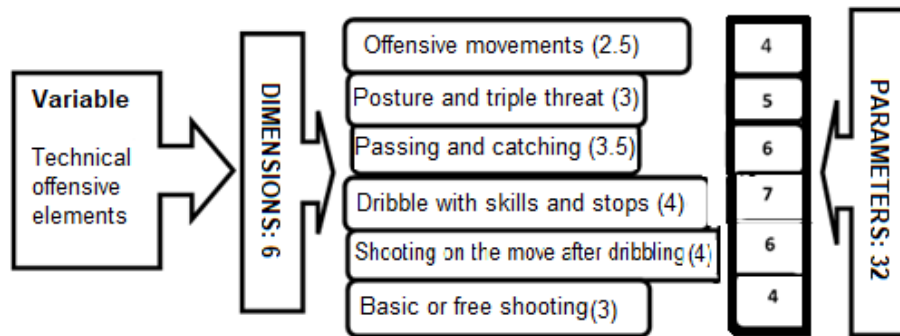 Variable
Technical
offensive
elements
DIMENSIONS: 6
Offensive movements (2.5)
4
Posture and triple threat (3)
5
Passing and catching (3.5)
6
Dribble with skills and stops (4)
7
Shooting on the move after dribbling (4)
6
Basic or free shooting (3)
4
PARAMETERS: 32